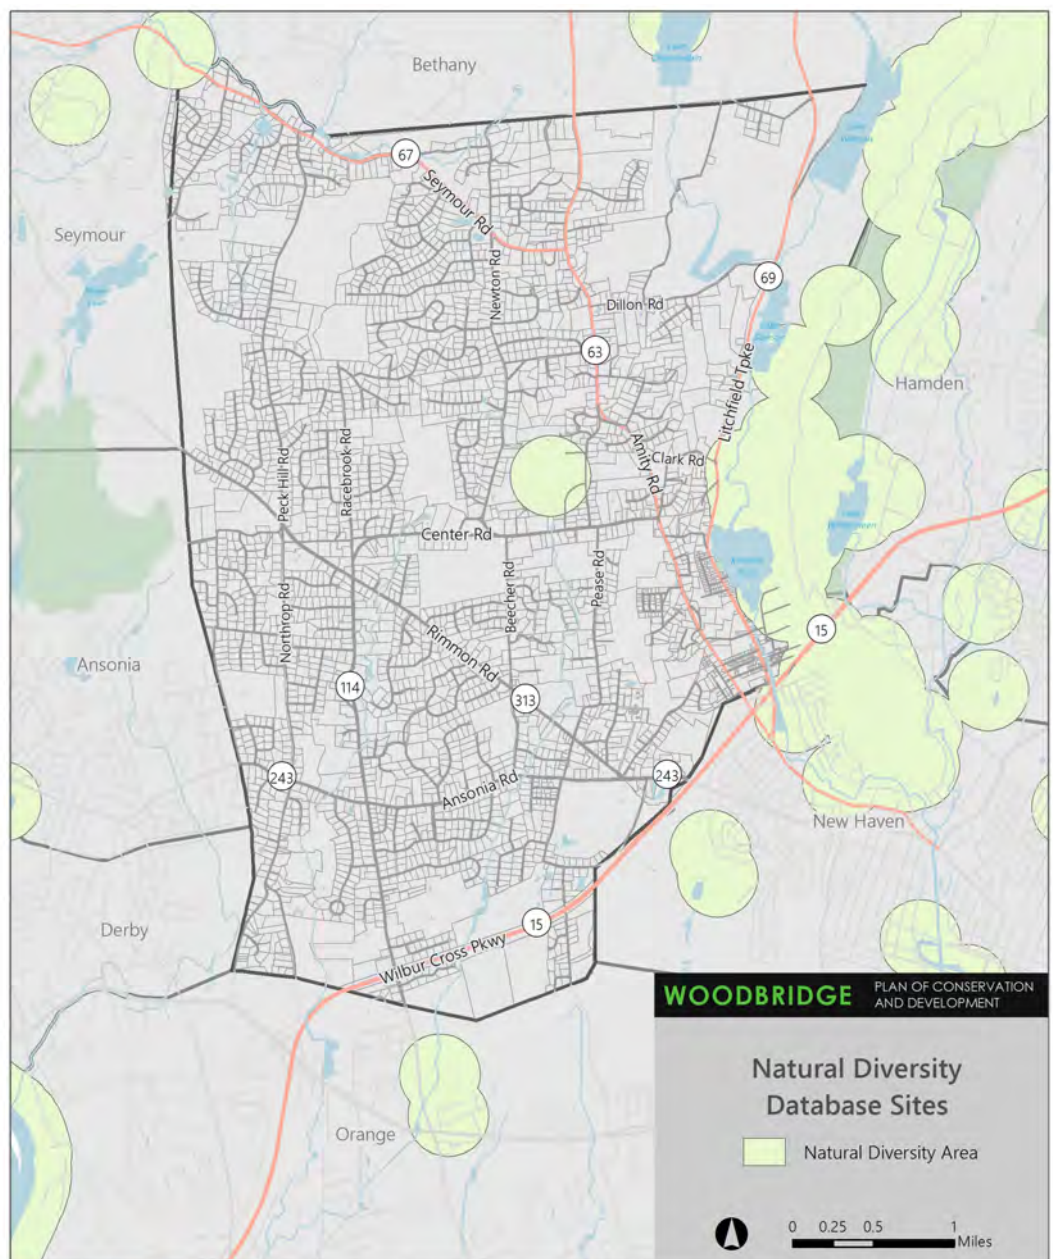 Bethany
67
Seymour Rd
Seymour
Newton Rd
69
Dillon Rd
63
Hamden
Litchfield Tpke
Amity Rd
Clark Rd
Peck Hill Rd
Racebrook Rd
Center Rd
Beecher Rd
Pease Rd
Northrop Rd
Rimmon Rd
15
Ansonia
114
313
243
Ansonia Rd
243
New Haven
Derby
15
Wilbur Cross Pkwy
Orange
WOODBRIDGE
PLAN OF CONSERVATION
AND DEVELOPMENT
Natural Diversity
Database Sites
Natural Diversity Area
0 0.25 0.5 1
Miles